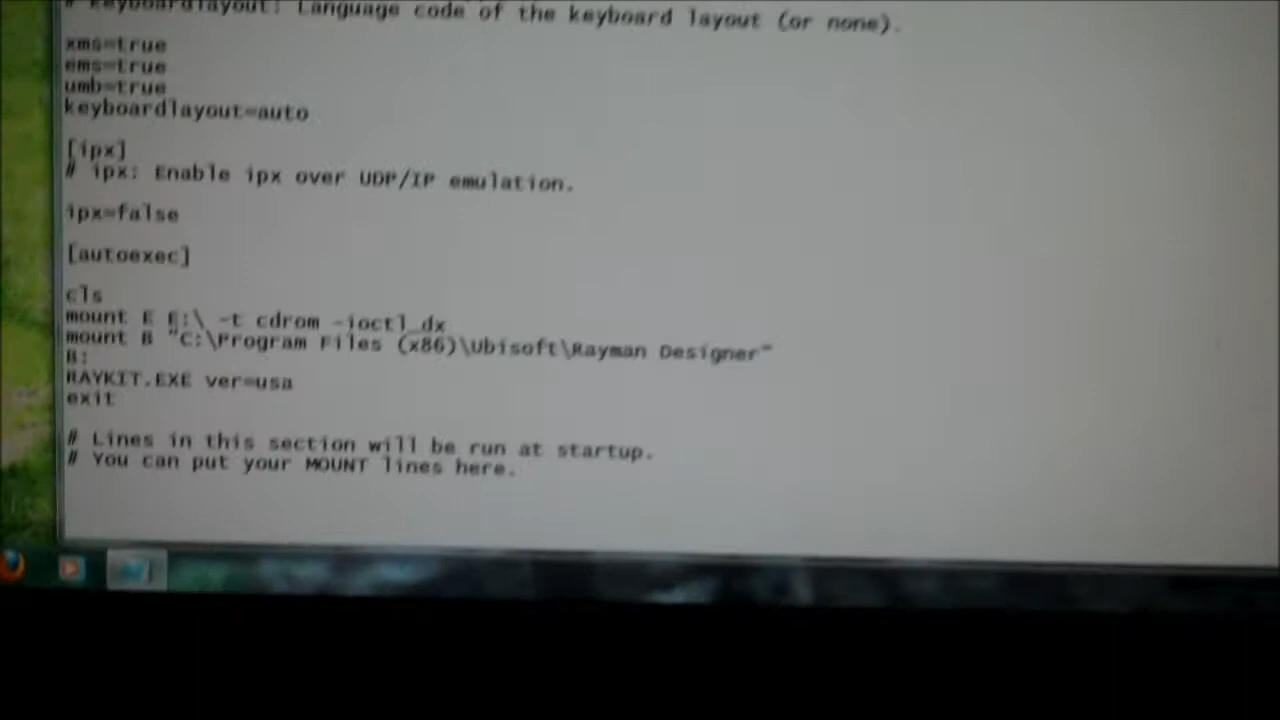 # keyboardlayout: Language code of the keyboard layout (or none).
xms=true
ems=true
umb=true
keyboardlayout=auto
[ipx]
# ipx: Enable ipx over UDP/IP emulation.
ipx=false
[autoexec]
cls
mount E E:\ -t cdrom -ioctl_dx
mount B "C:\Program Files (x86)\Ubisoft\Rayman Designer"
B:
RAYKIT.EXE ver=usa
exit
# Lines in this section will be run at startup.
# You can put your MOUNT lines here.